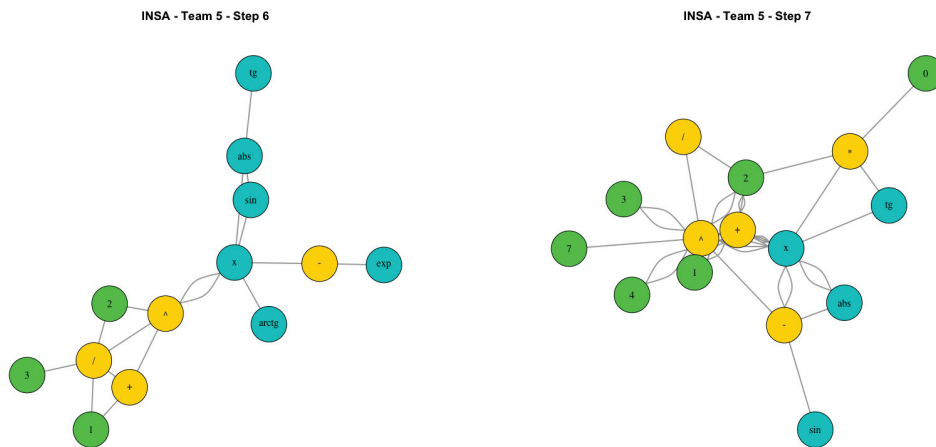 INSA - Team 5 - Step 6
tg
abs
sin
x
-
exp
2
^
arctg
/
3
+
1
INSA - Team 5 - Step 7
0
/
*
2
3
tg
+
^
x
7
1
4
abs
-
sin